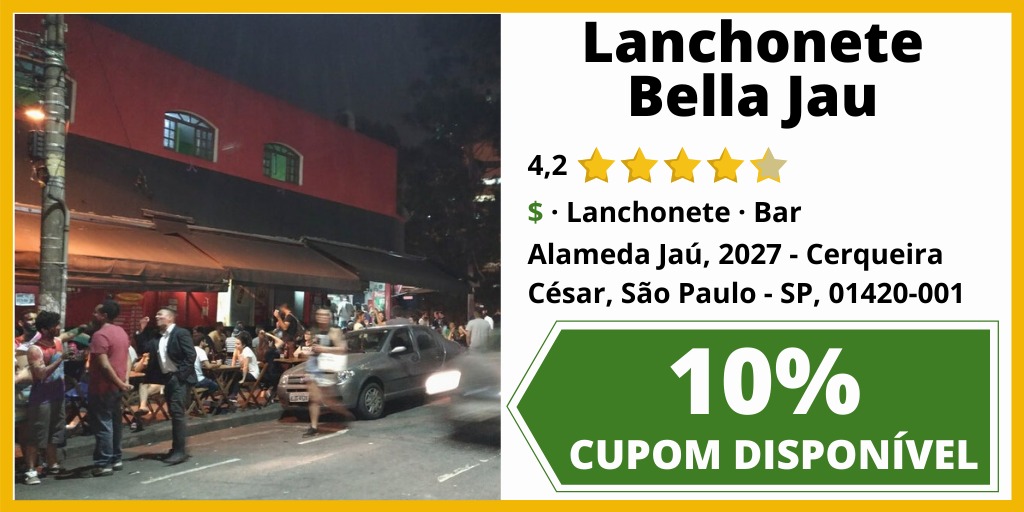 Lanchonete
Bella Jau
4,2
$ · Lanchonete · Bar
Alameda Jaú, 2027 - Cerqueira
César, São Paulo - SP, 01420-001
10%
CUPOM DISPONÍVEL